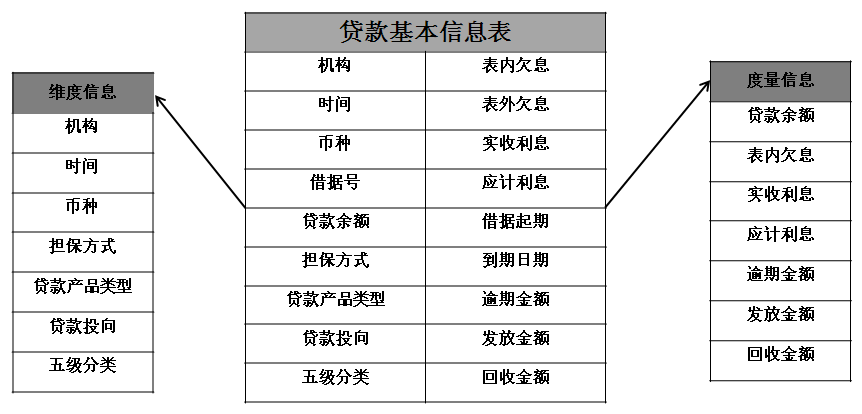 贷款基本信息表
维度信息
机构
时间
币种
担保方式
贷款产品类型
贷款投向
五级分类
机构 表内欠息
时间 表外欠息
币种 实收利息
借据号 应计利息
贷款余额 借据起期
担保方式 到期日期
贷款产品类型 逾期金额
贷款投向 发放金额
五级分类 回收金额
度量信息
贷款余额
表内欠息
实收利息
应计利息
逾期金额
发放金额
回收金额